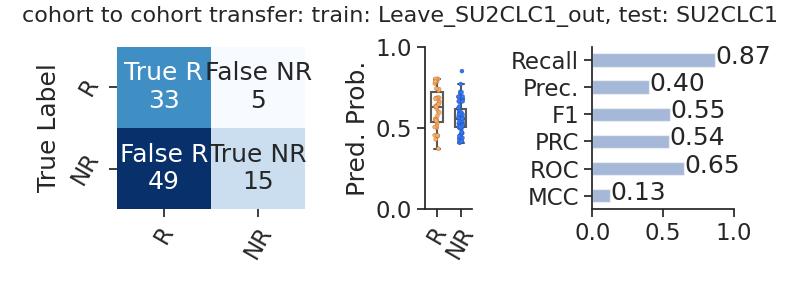 cohort to cohort transfer: train: Leave_SU2CLC1_out, test: SU2CLC1
True Label
R
NR
True R
33
False NR
5
False R
49
True NR
15
R
NR
Pred. Prob.
1.0
0.5
0.0
R
NR
Recall
0.87
Prec.
0.40
F1
0.55
PRC
0.54
ROC
0.65
MCC
0.13
0.0
0.5
1.0